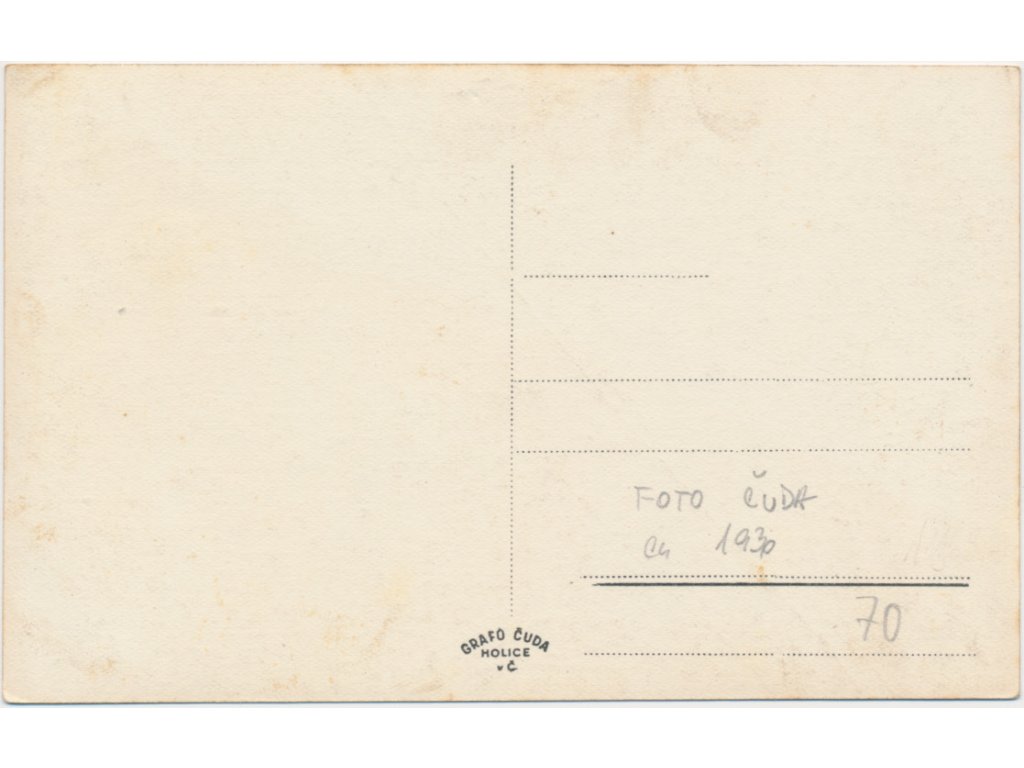 FOTO ČUDA
ca 1930
70
GRAFO ČUDA
HOLICE
v Č